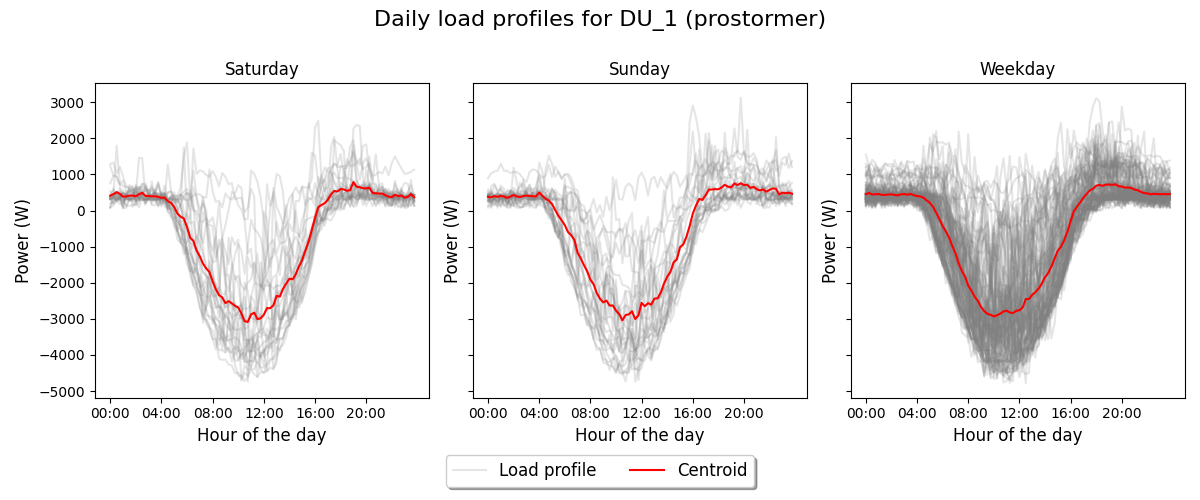 Daily load profiles for DU_1 (prostormer)
Saturday
Sunday
Weekday
Power (W)
3000
2000
1000
0
−1000
−2000
−3000
−4000
−5000
00:00 04:00 08:00 12:00 16:00 20:00
Hour of the day
Power (W)
00:00 04:00 08:00 12:00 16:00 20:00
Hour of the day
Power (W)
00:00 04:00 08:00 12:00 16:00 20:00
Hour of the day
Load profile
Centroid